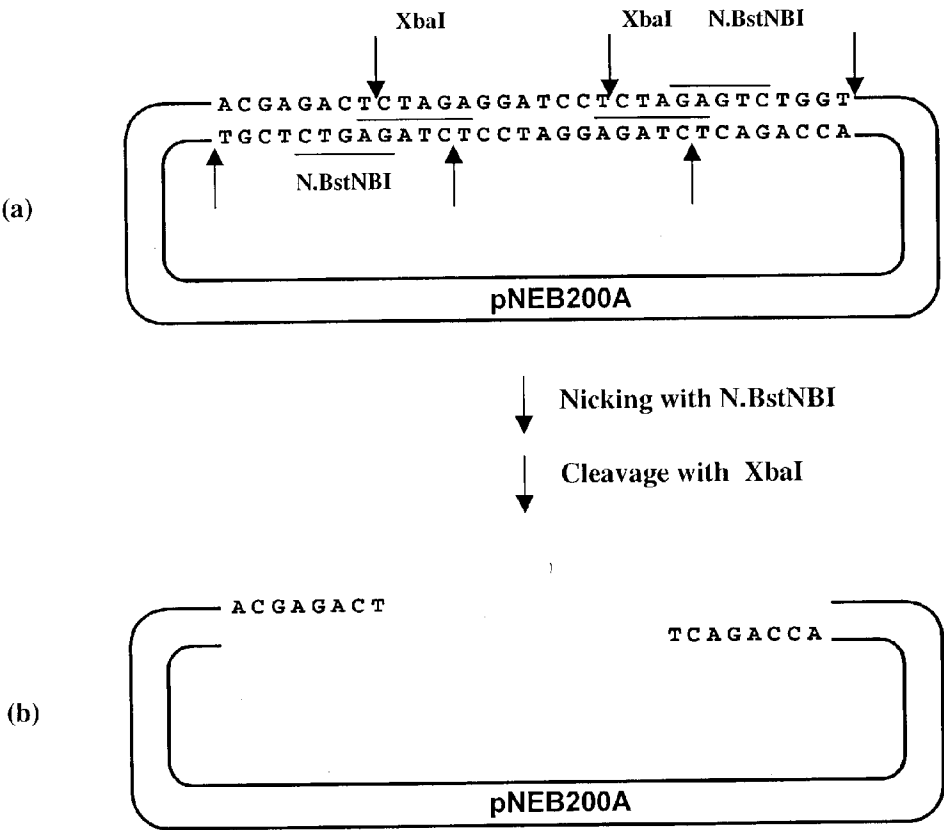 XbaI XbaI N.BstNBI
ACGAGACTCTAGAGGATCCTCTAGAGTCTGGT
TGCTCTGAGATCTCCTAGGAGATCTCAGACCA
N.BstNBI
(a)
pNEB200A
Nicking with N.BstNBI
Cleavage with XbaI
ACGAGACT
TCAGACCA
(b)
pNEB200A